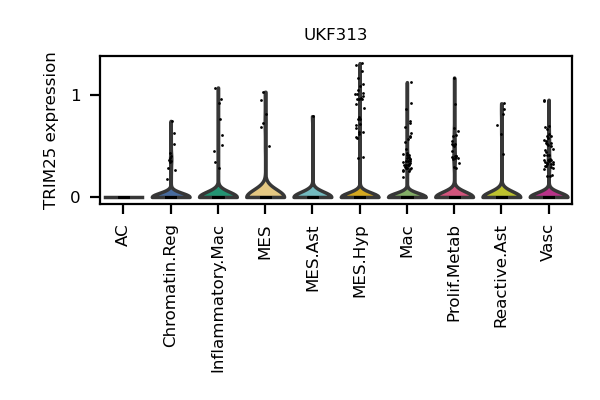 UKF313
TRIM25 expression
1
0
AC
Chromatin.Reg
Inflammatory.Mac
MES
MES.Ast
MES.Hyp
Mac
Prolif.Metab
Reactive.Ast
Vasc